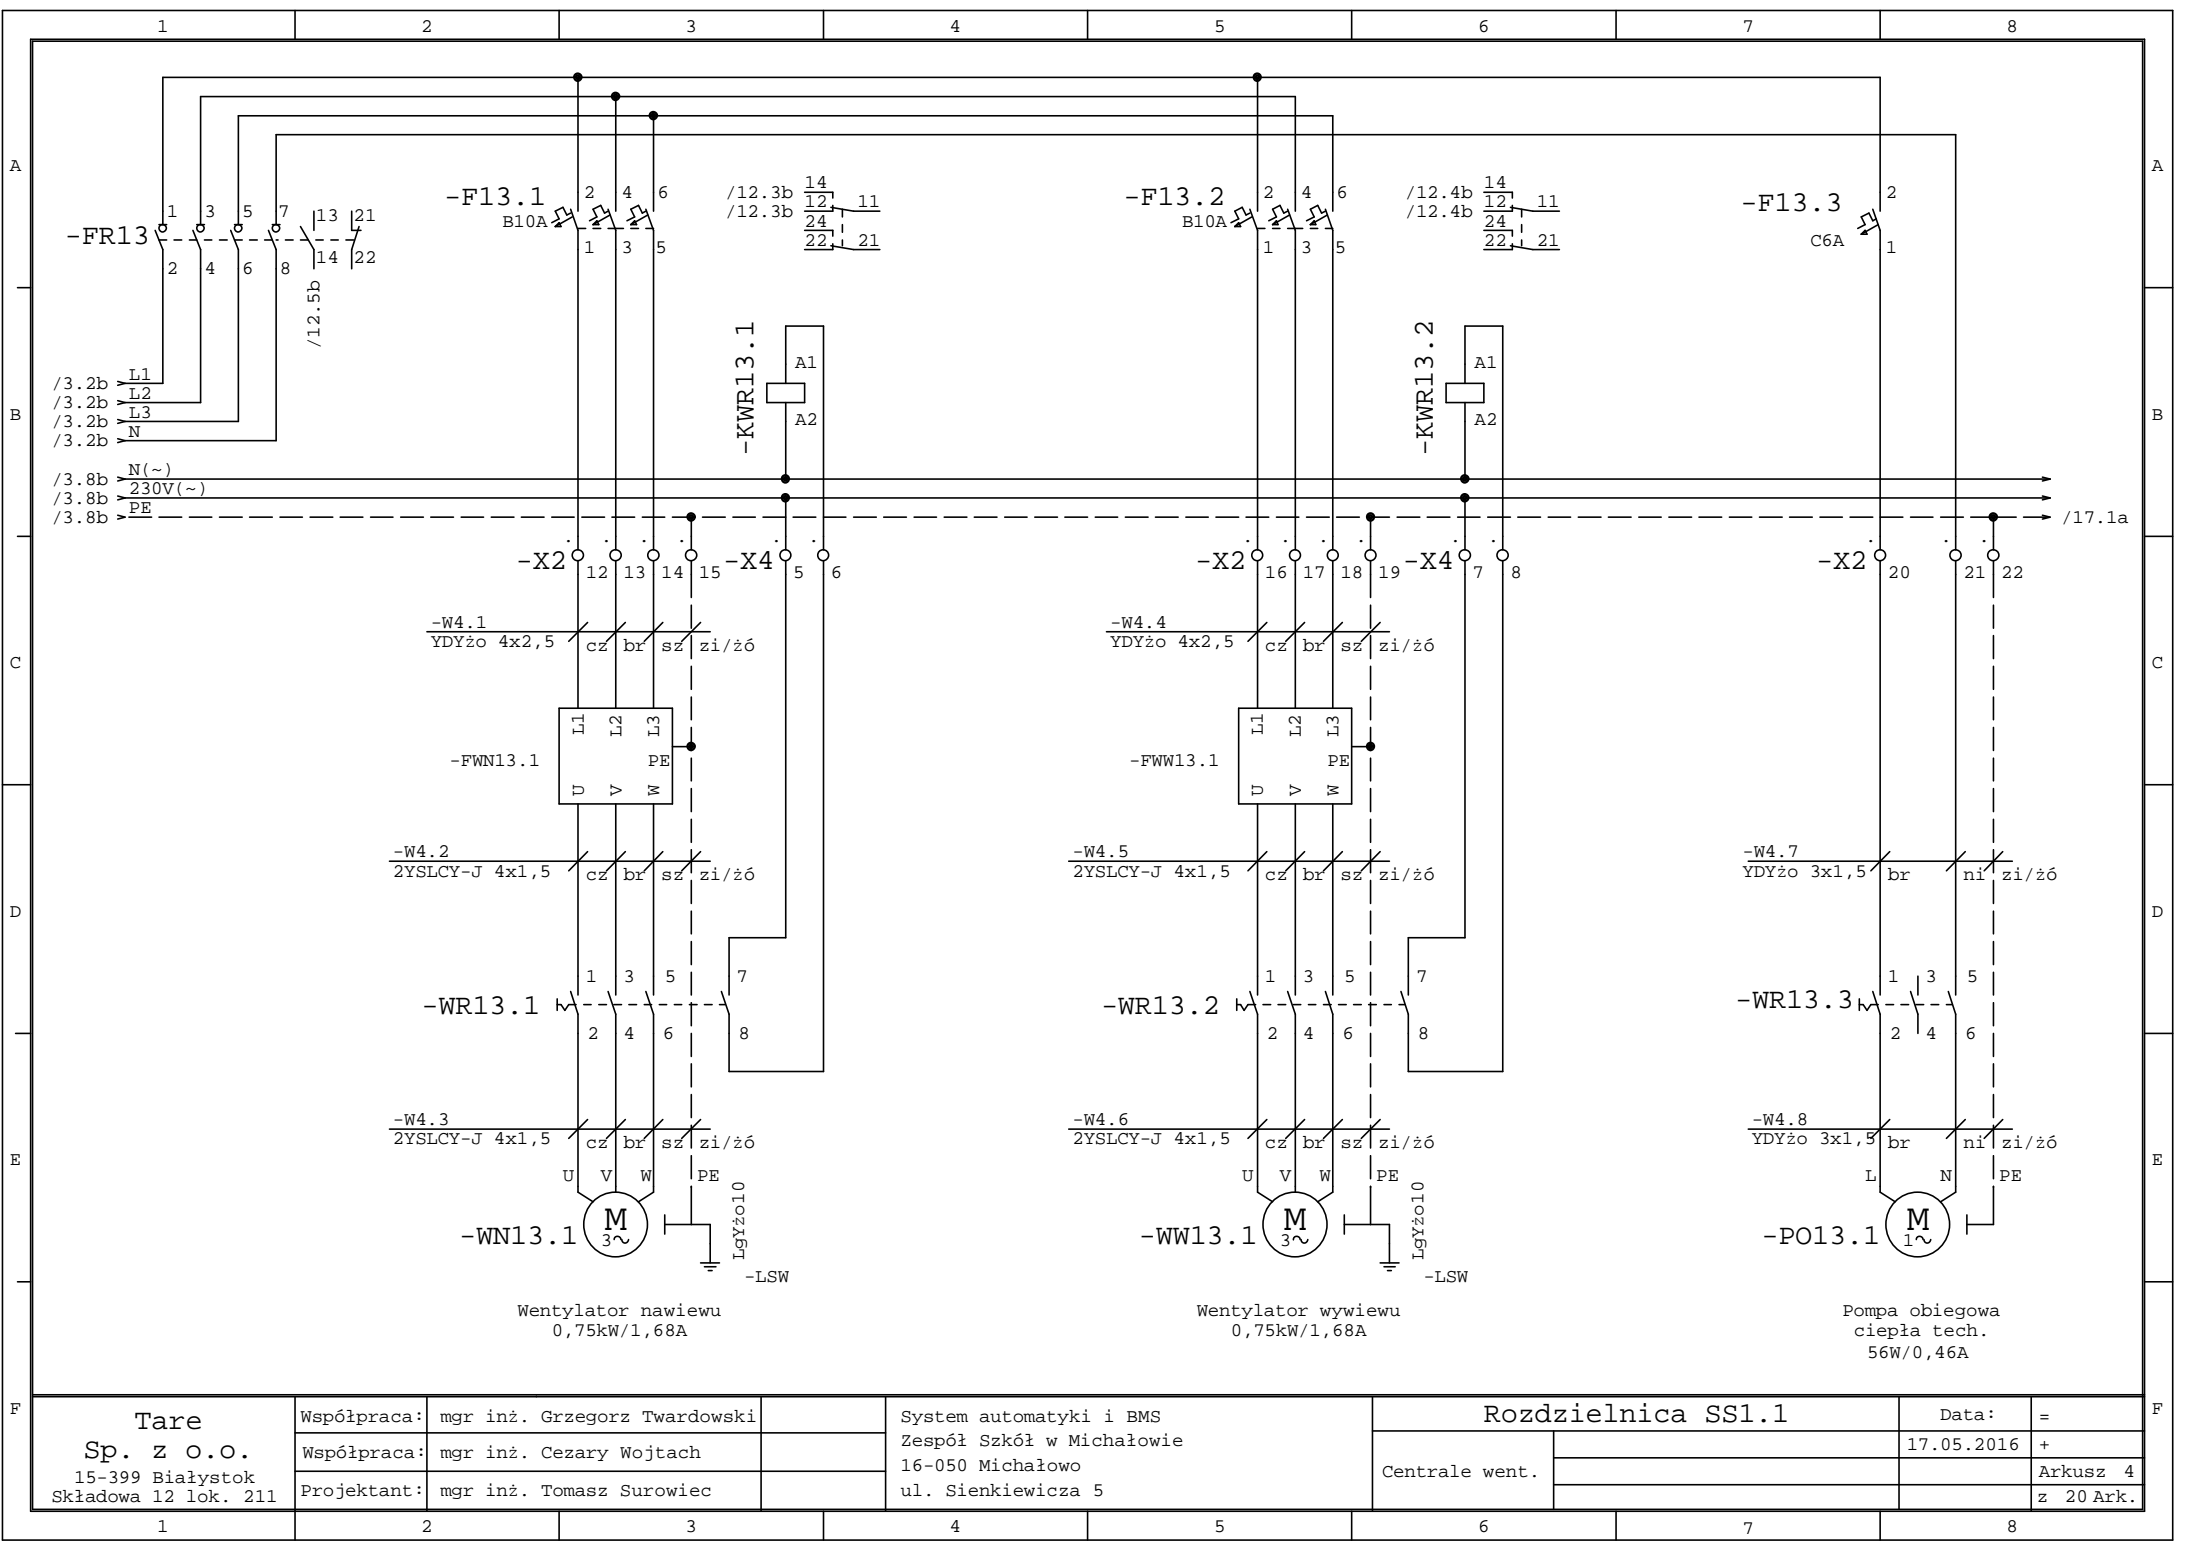 1 2 3 4 5 6 7 8
A A
-FR13
1 3 5 7 13 21
2 4 6 8 14 22
/12.5b
-F13.1
B10A
2 4 6
1 3 5
/12.3b 14
/12.3b 12 11
24
22 21
-F13.2
B10A
2 4 6
1 3 5
/12.4b 14
/12.4b 12 11
24
22 21
-F13.3
C6A
2
1
B B
/3.2b L1
/3.2b L2
/3.2b L3
/3.2b N
-KWR13.1
A1
A2
-KWR13.2
A1
A2
/3.8b N(~)
/3.8b 230V(~)
/3.8b PE
/17.1a
C C
-X2 12 13 14 15
-X4 5 6
-X2 16 17 18 19
-X4 7 8
-X2 20 21 22
-W4.1
YDYżo 4x2,5 cz br sz zi/żó
-W4.4
YDYżo 4x2,5 cz br sz zi/żó
L1 L2 L3
-FWN13.1 PE
U V W
L1 L2 L3
-FWW13.1 PE
U V W
D D
-W4.2
2YSLCY-J 4x1,5 cz br sz zi/żó
-W4.5
2YSLCY-J 4x1,5 cz br sz zi/żó
-W4.7
YDYżo 3x1,5 br ni zi/żó
-WR13.1
1 3 5 7
2 4 6 8
-WR13.2
1 3 5 7
2 4 6 8
-WR13.3
1 3 5
2 4 6
E E
-W4.3
2YSLCY-J 4x1,5 cz br sz zi/żó
U V W PE
-WN13.1
M
3~
LgYżo10
-LSW
-W4.6
2YSLCY-J 4x1,5 cz br sz zi/żó
U V W PE
-WW13.1
M
3~
LgYżo10
-LSW
-W4.8
YDYżo 3x1,5 br ni zi/żó
L N PE
-PO13.1
M
1~
Wentylator nawiewu
0,75kW/1,68A
Wentylator wywiewu
0,75kW/1,68A
Pompa obiegowa
ciepła tech.
56W/0,46A
F F
Tare
Sp. z o.o.
15-399 Białystok
Składowa 12 lok. 211
Współpraca: mgr inż. Grzegorz Twardowski
Współpraca: mgr inż. Cezary Wojtach
Projektant: mgr inż. Tomasz Surowiec
System automatyki i BMS
Zespół Szkół w Michałowie
16-050 Michałowo
ul. Sienkiewicza 5
Rozdzielnica SS1.1
Centrale went.
Data: =
17.05.2016 +
Arkusz 4
z 20 Ark.
1 2 3 4 5 6 7 8